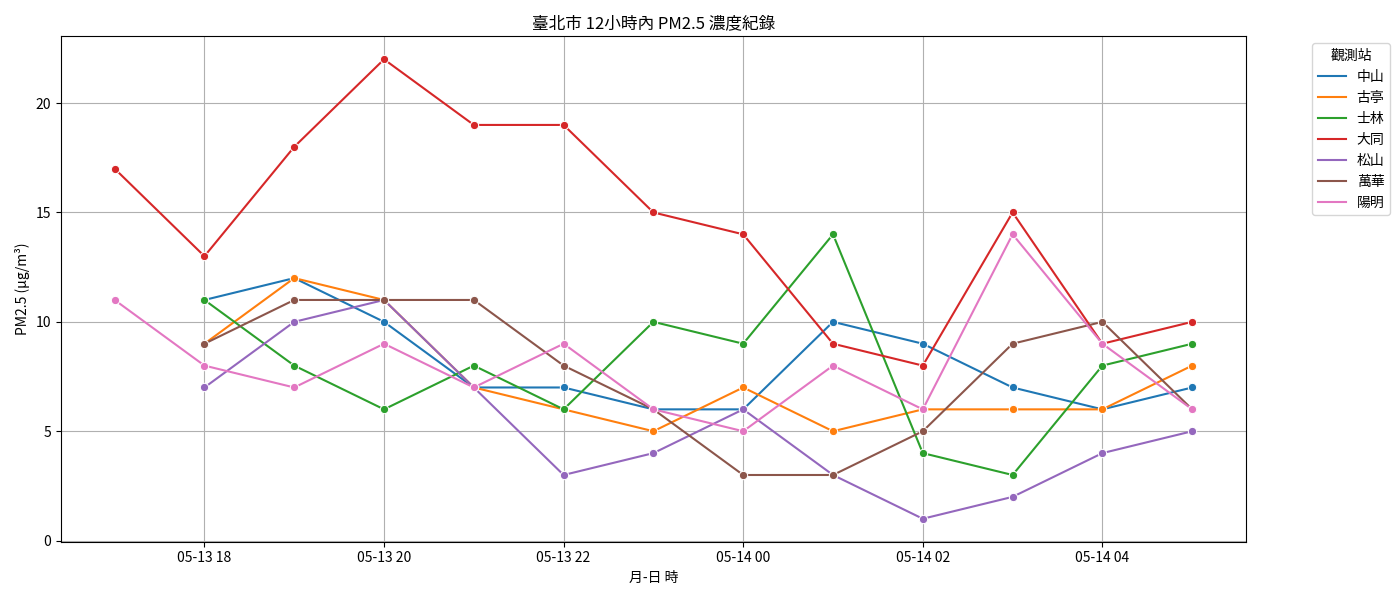 臺北市 12小時內 PM2.5 濃度紀錄
觀測站
中山
古亭
士林
大同
松山
萬華
陽明
PM2.5 (μg/m³)
20
15
10
5
0
05-13 18
05-13 20
05-13 22
05-14 00
05-14 02
05-14 04
月-日 時